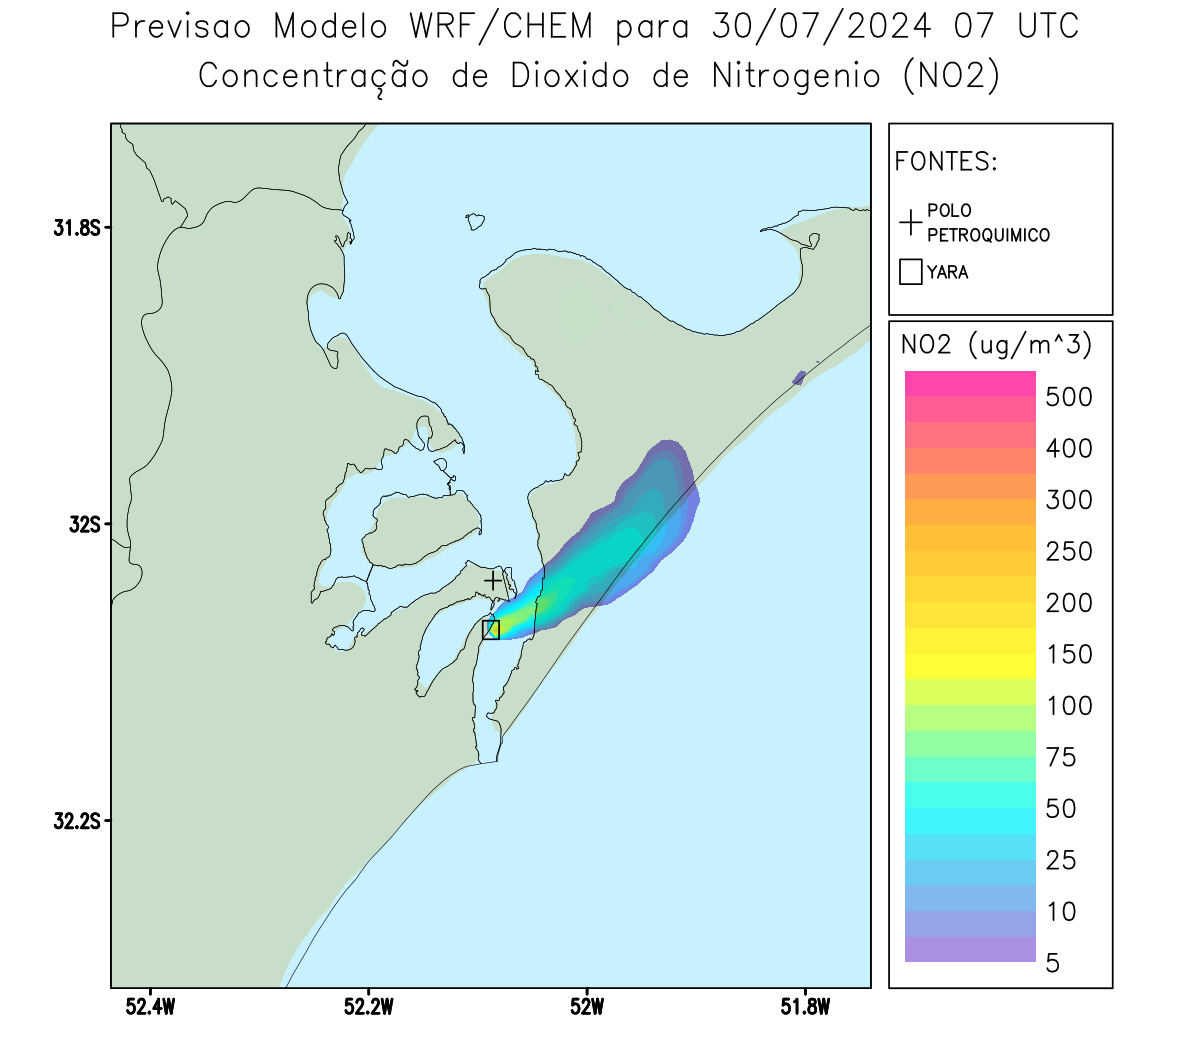 Previsao Modelo WRF/CHEM para 30/07/2024 07 UTC
Concentração de Dioxido de Nitrogenio (NO2)
FONTES:
POLO
PETROQUIMICO
YARA
31.8S
32S
32.2S
52.4W
52.2W
52W
51.8W
NO2 (ug/m^3)
500
400
300
250
200
150
100
75
50
25
10
5